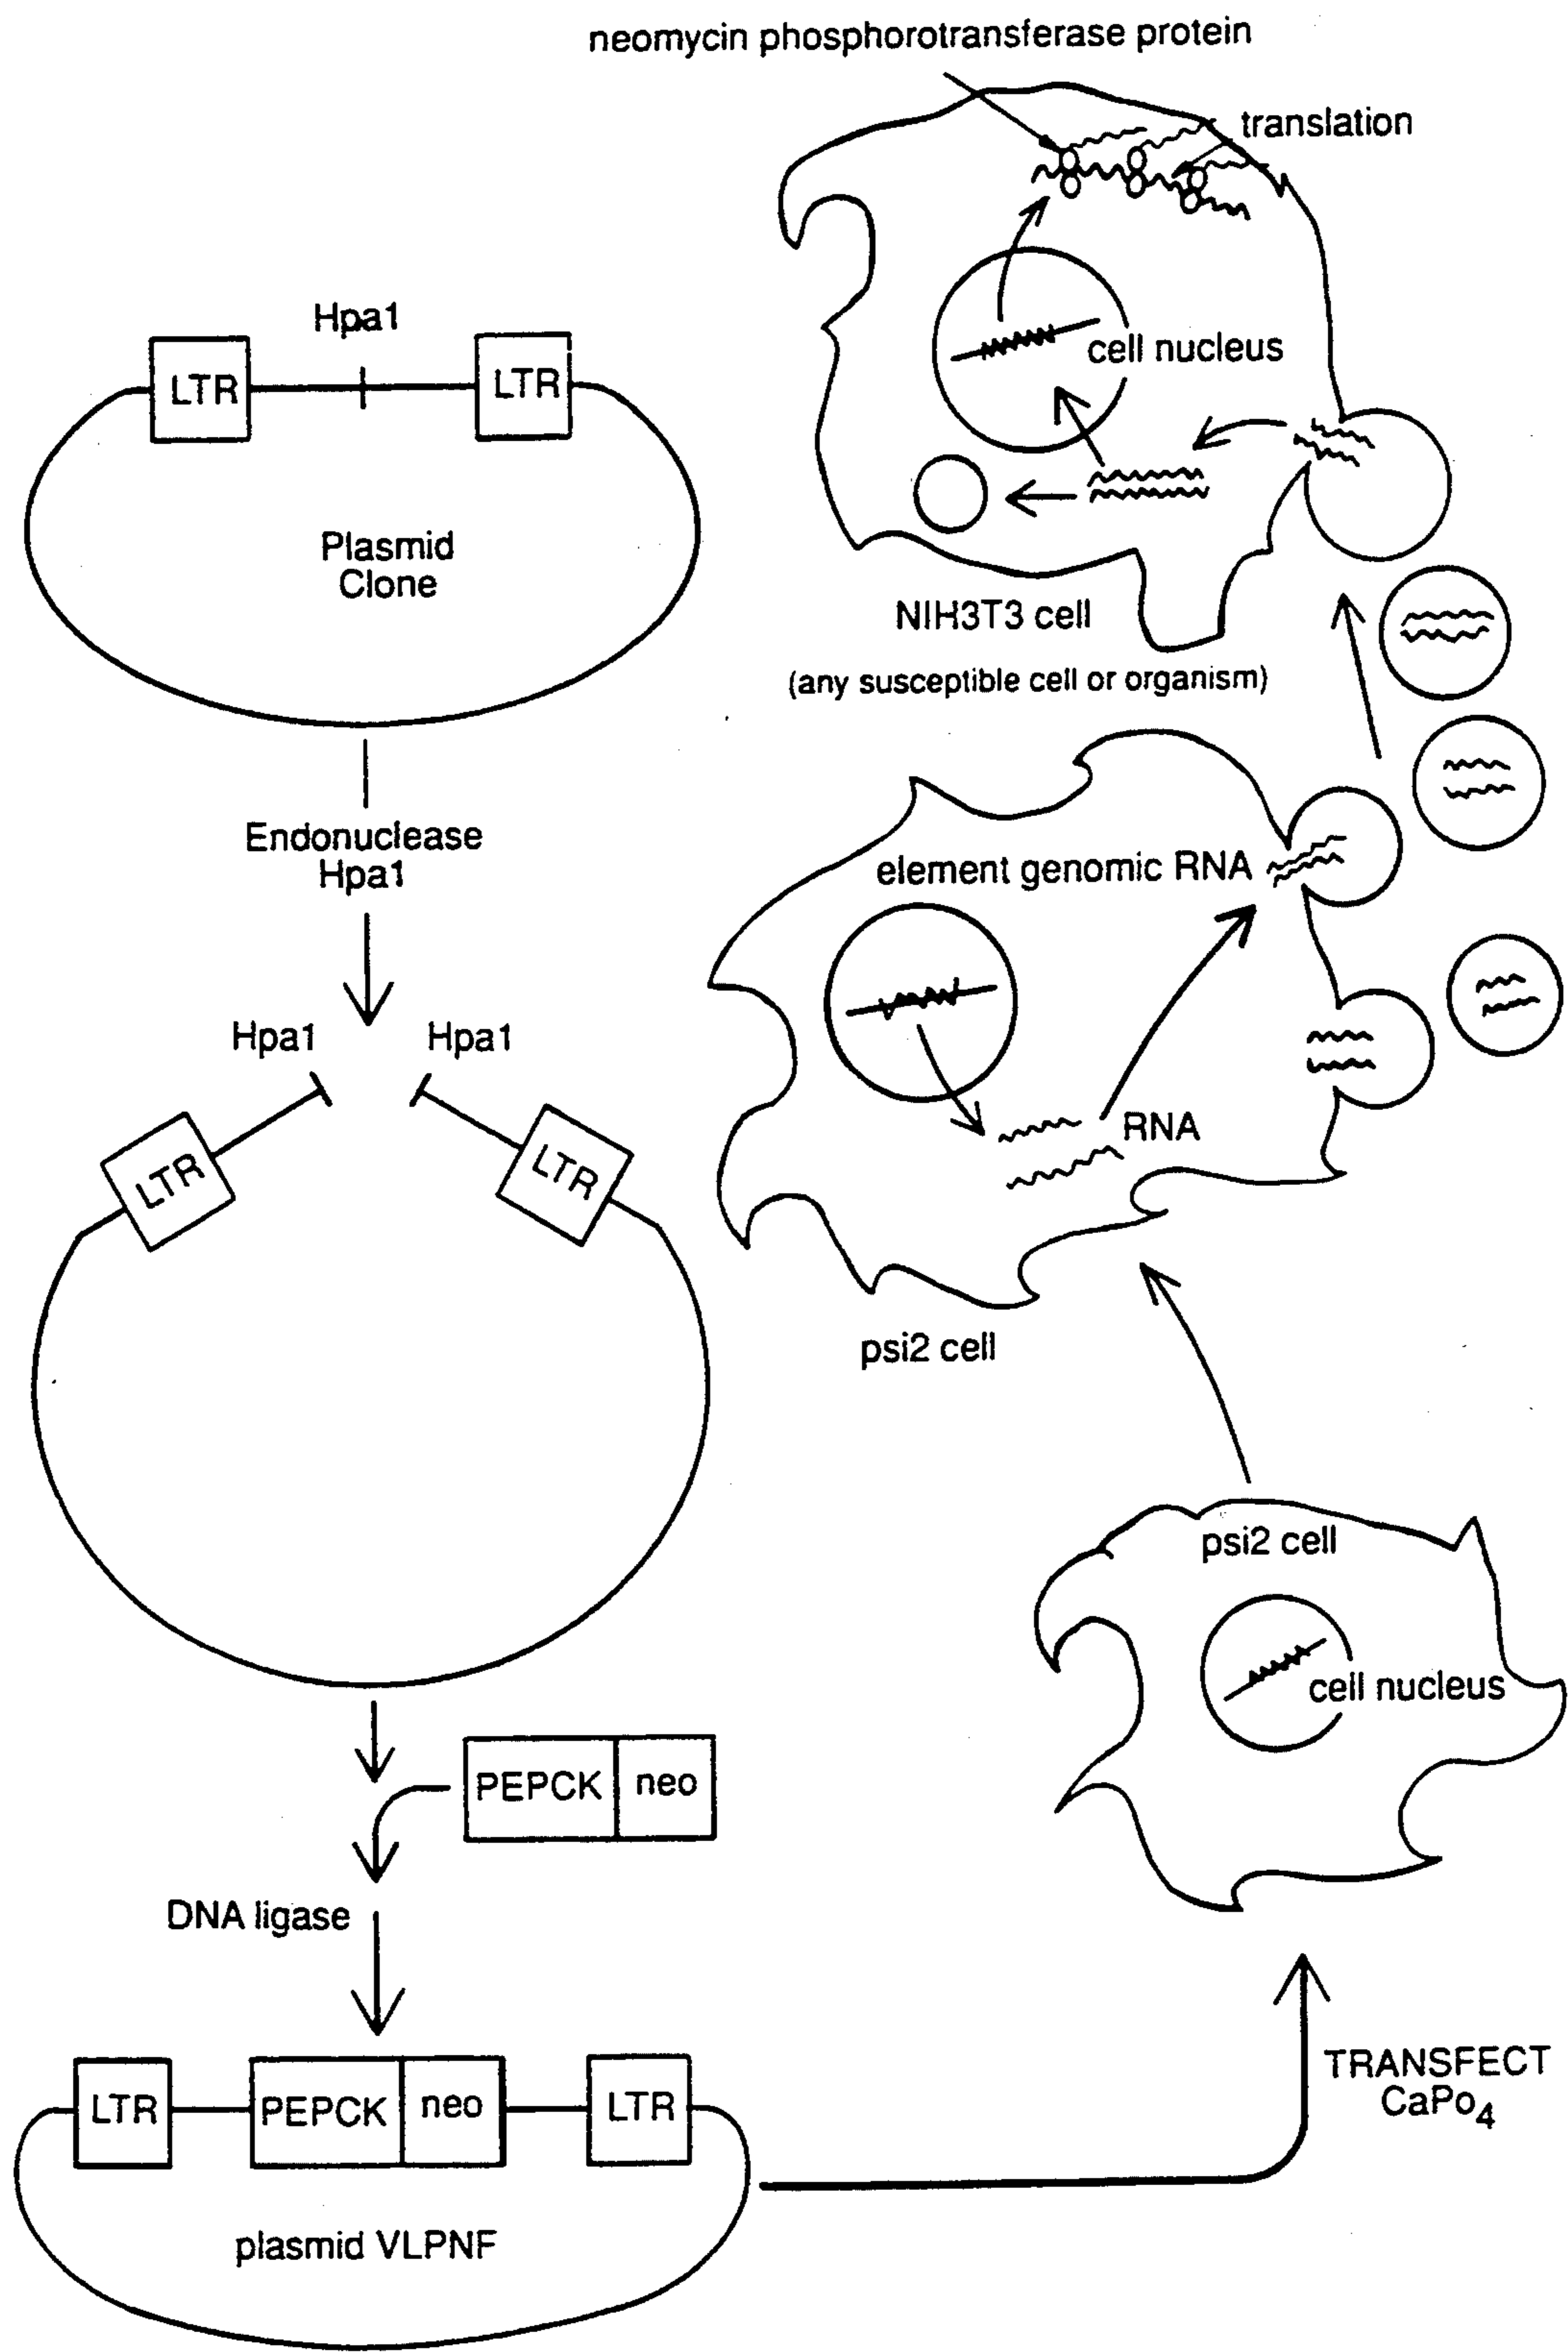 neomycin phosphorotransferase protein
translation
cell nucleus
NIH3T3 cell
(any susceptible cell or organism)
Hpa1
LTR
LTR
Plasmid
Clone
Endonuclease
Hpa1
Hpa1
Hpa1
LTR
LTR
element genomic RNA
RNA
psi2 cell
psi2 cell
cell nucleus
PEPCK neo
DNA ligase
LTR PEPCK neo LTR
plasmid VLPNF
TRANSFECT
CaPo4